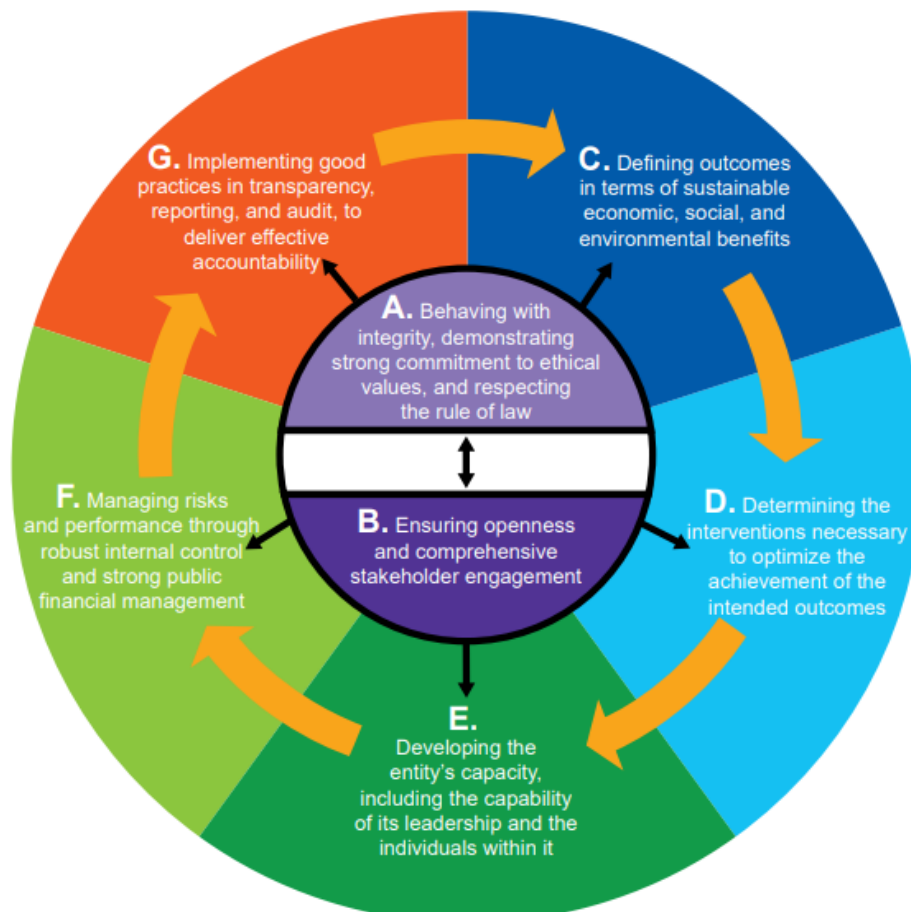 G. Implementing good
practices in transparency,
reporting, and audit, to
deliver effective
accountability
C. Defining outcomes
in terms of sustainable
economic, social, and
environmental benefits
A. Behaving with
integrity, demonstrating
strong commitment to ethical
values, and respecting
the rule of law
B. Ensuring openness
and comprehensive
stakeholder engagement
F. Managing risks
and performance through
robust internal control
and strong public
financial management
D. Determining the
interventions necessary
to optimize the
achievement of the
intended outcomes
E.
Developing the
entity's capacity,
including the capability
of its leadership and the
individuals within it